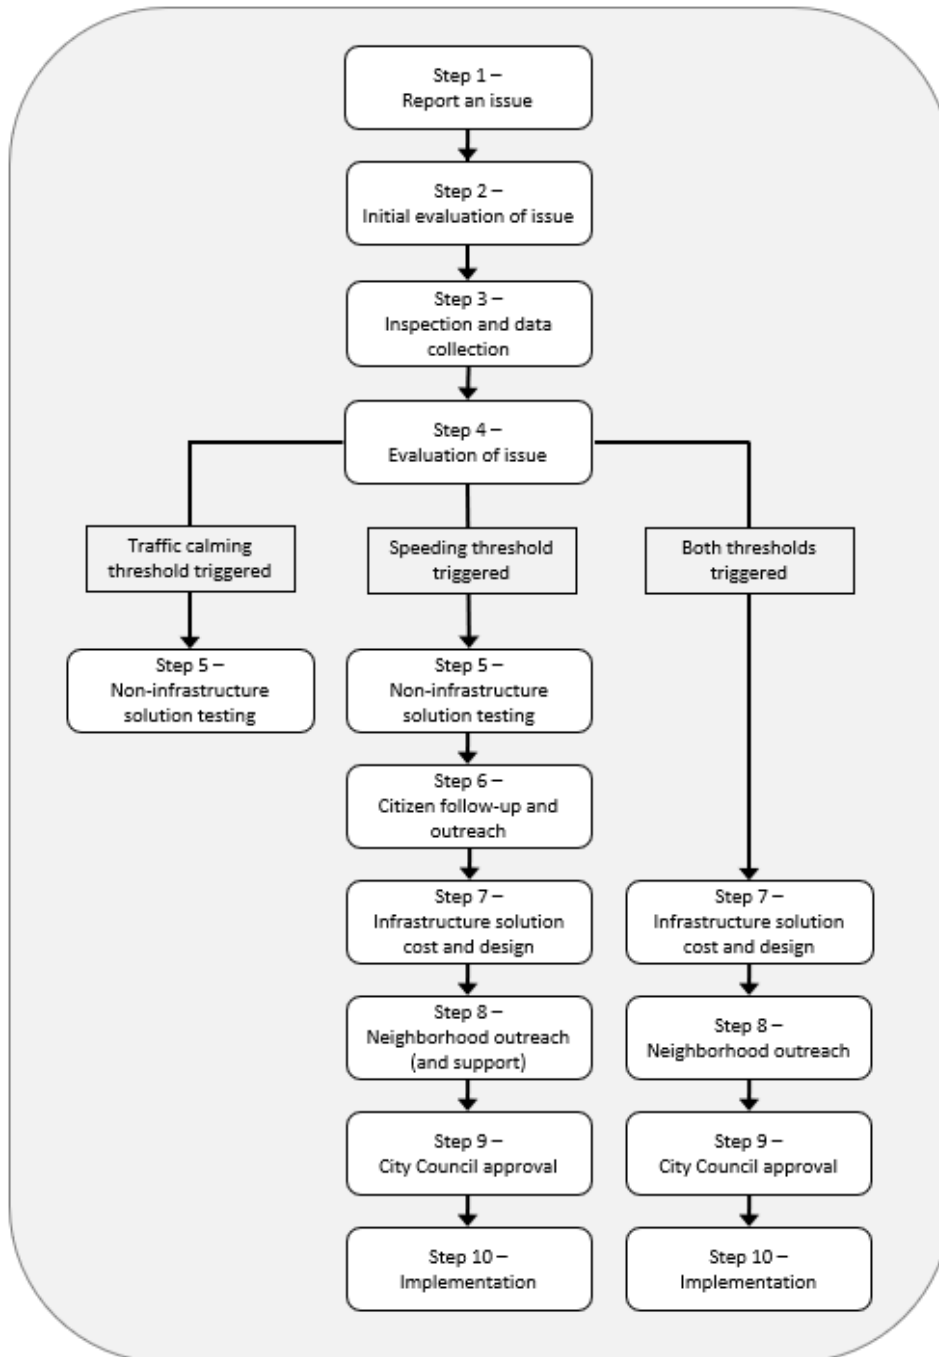 Step 1 –
Report an issue
Step 2 –
Initial evaluation of issue
Step 3 –
Inspection and data
collection
Step 4 –
Evaluation of issue
Traffic calming
threshold triggered
Speeding threshold
triggered
Both thresholds
triggered
Step 5 –
Non-infrastructure
solution testing
Step 5 –
Non-infrastructure
solution testing
Step 6 –
Citizen follow-up and
outreach
Step 7 –
Infrastructure solution
cost and design
Step 7 –
Infrastructure solution
cost and design
Step 8 –
Neighborhood outreach
(and support)
Step 8 –
Neighborhood outreach
Step 9 –
City Council approval
Step 9 –
City Council approval
Step 10 –
Implementation
Step 10 –
Implementation